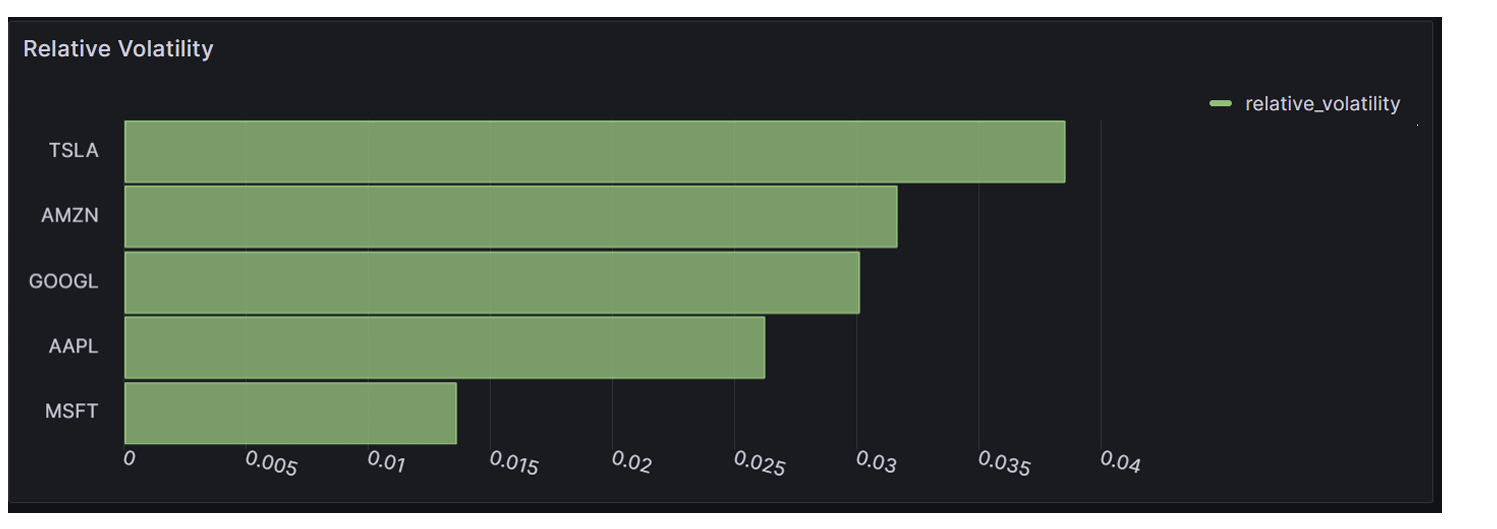 Relative Volatility
relative_volatility
TSLA
AMZN
GOOGL
AAPL
MSFT
0 0.005 0.01 0.015 0.02 0.025 0.03 0.035 0.04